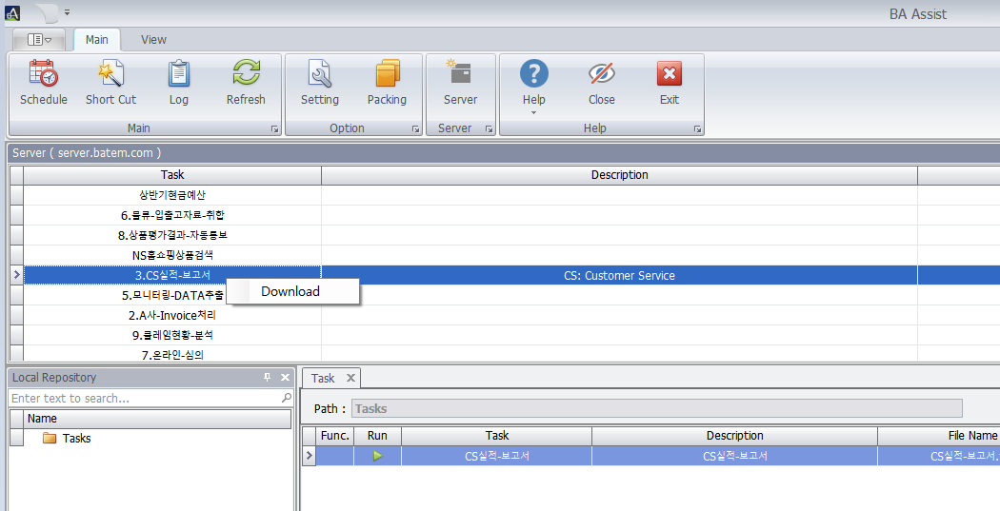 BA Assist
Main View
Schedule Short Cut Log Refresh Setting Packing Server Help Close Exit
Main Option Server Help
Server ( server.batem.com )
Task Description
상반기현금예산
6.물류-입출고자료-취합
8.상품평가결과-자동통보
NS홈쇼핑상품검색
3.CS실적-보고서 CS: Customer Service
Download
5.모니터링-DATA추출
2.A사-Invoice처리
9.클레임현황-분석
7.온라인-심의
Local Repository
Enter text to search...
Name
Tasks
Task
Path : Tasks
Func. Run Task Description File Name
CS실적-보고서 CS실적-보고서 CS실적-보고서.